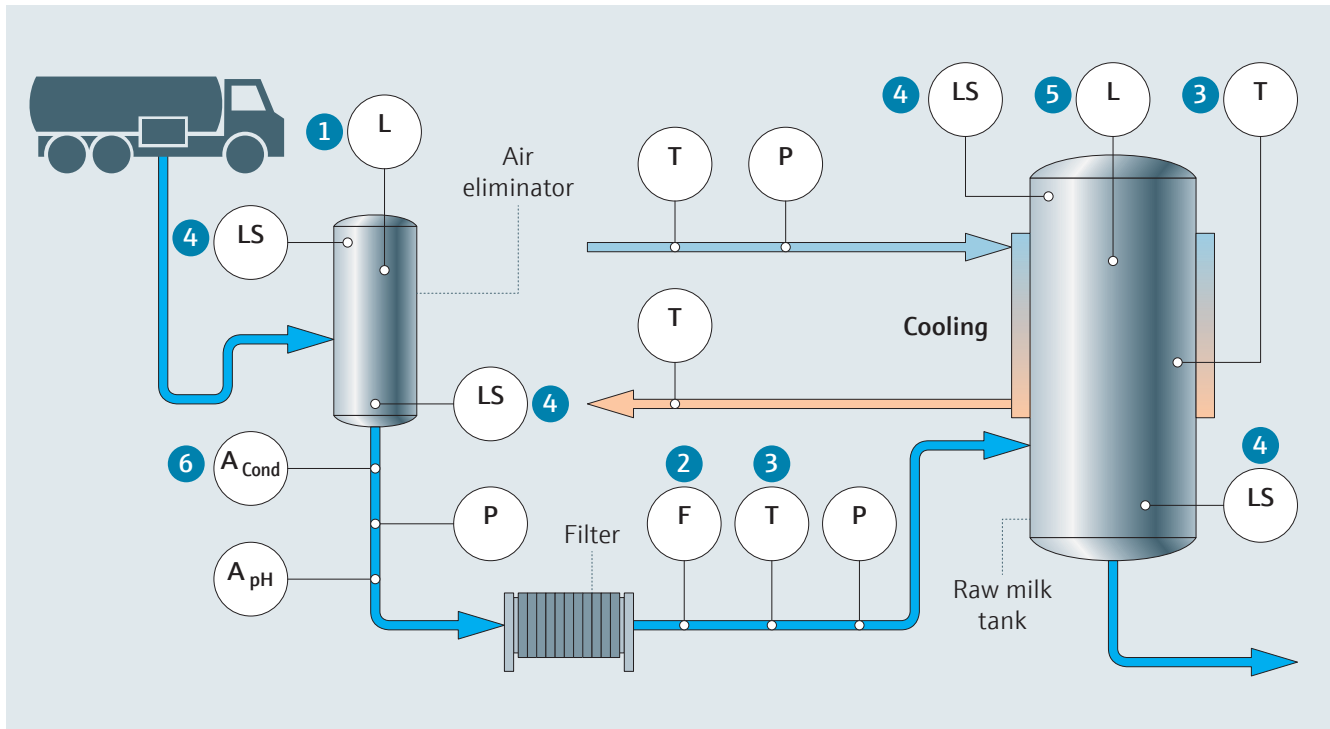 4
LS
5
L
3
T
1
L
Air
eliminator
T
P
4
LS
T
Cooling
LS
4
6
A Cond
2
F
3
T
P
4
LS
P
Filter
A pH
Raw milk
tank